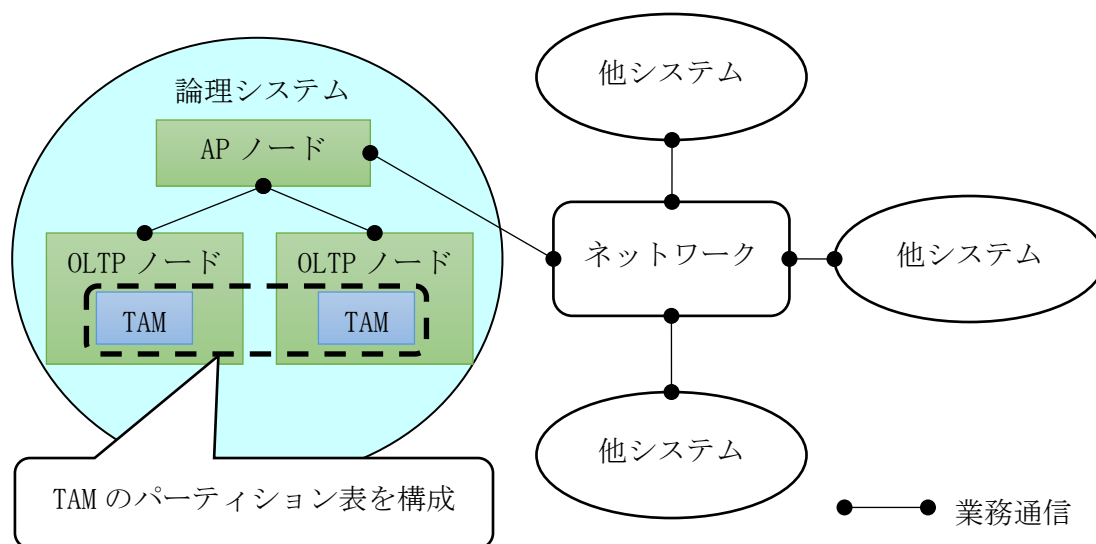 他システム
論理システム
AP ノード
OLTP ノード
OLTP ノード
TAM
TAM
ネットワーク
他システム
他システム
TAM のパーティション表を構成
業務通信